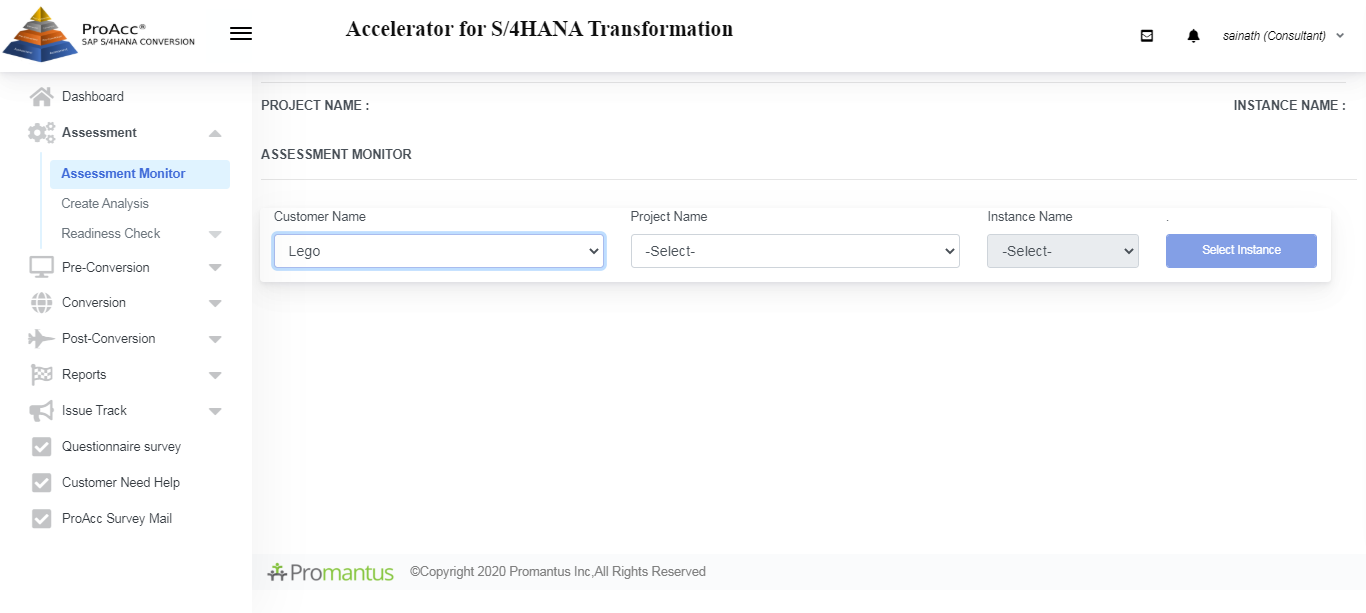 ProAcc®
SAP S/4HANA CONVERSION
Accelerator for S/4HANA Transformation
sainath (Consultant)
Dashboard
Assessment
Assessment Monitor
Create Analysis
Readiness Check
Pre-Conversion
Conversion
Post-Conversion
Reports
Issue Track
Questionnaire survey
Customer Need Help
ProAcc Survey Mail
PROJECT NAME :
INSTANCE NAME :
ASSESSMENT MONITOR
Customer Name
Project Name
Instance Name
.
Lego
-Select-
-Select-
Select Instance
Promantus
©Copyright 2020 Promantus Inc,All Rights Reserved